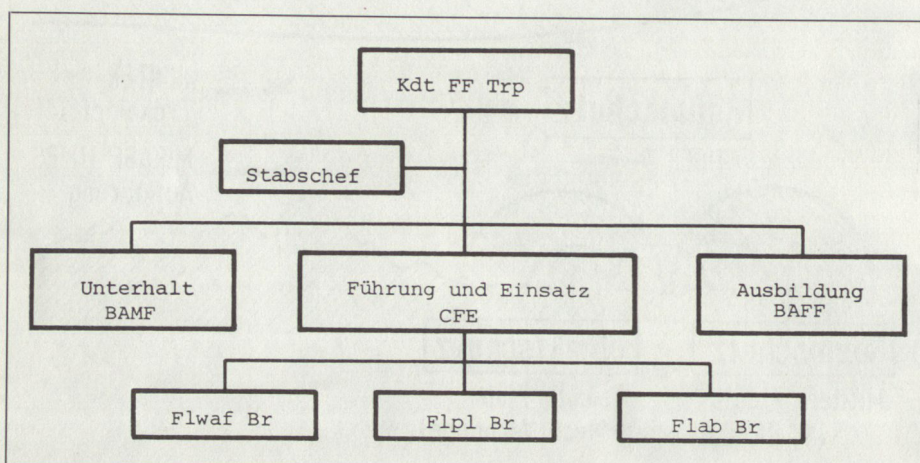 Kdt FF Trp
Stabschef
Unterhalt
BAMF
Führung und Einsatz
CFE
Ausbildung
BAFF
Flwaf Br
Flpl Br
Flab Br